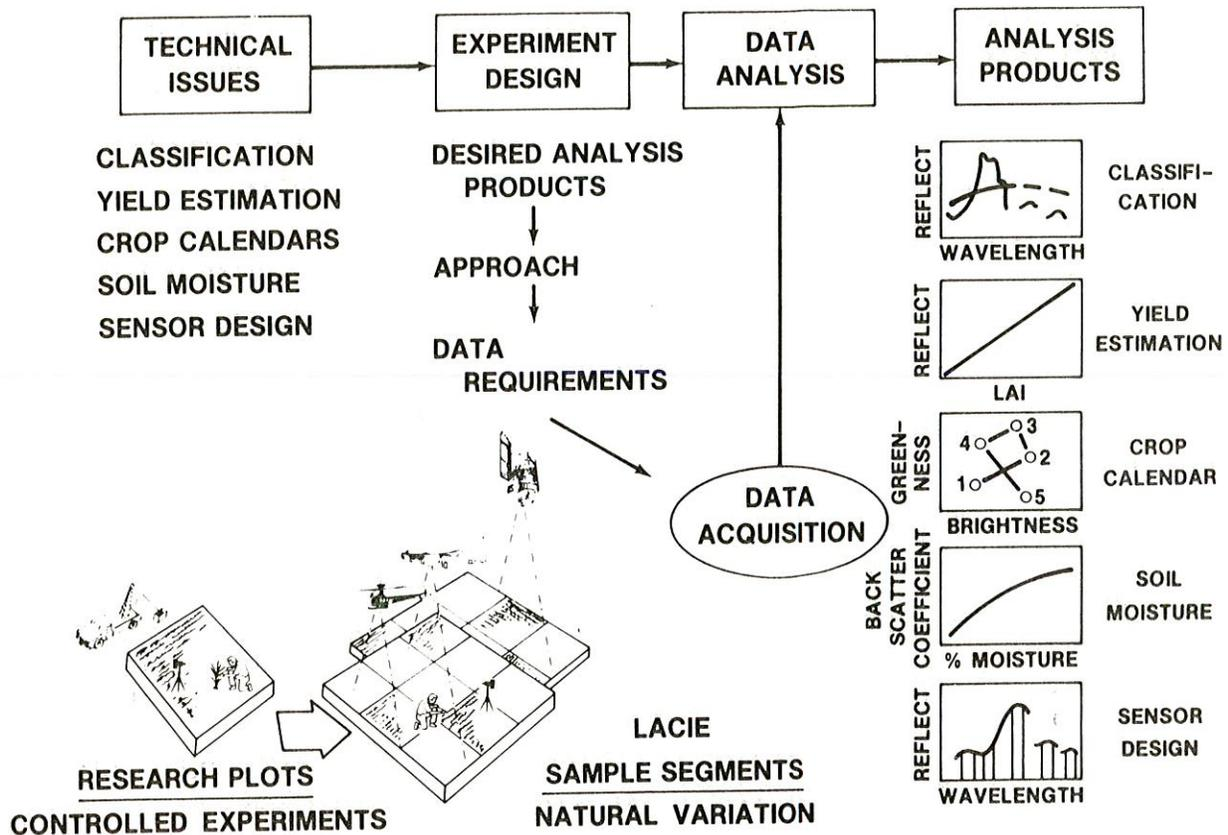 TECHNICAL
ISSUES
EXPERIMENT
DESIGN
DATA
ANALYSIS
ANALYSIS
PRODUCTS
CLASSIFICATION
YIELD ESTIMATION
CROP CALENDARS
SOIL MOISTURE
SENSOR DESIGN
DESIRED ANALYSIS
PRODUCTS
APPROACH
DATA
REQUIREMENTS
DATA
ACQUISITION
REFLECT
WAVELENGTH
CLASSIFI-
CATION
REFLECT
LAI
YIELD
ESTIMATION
GREEN-
NESS
4
3
2
1
5
BRIGHTNESS
CROP
CALENDAR
BACK
SCATTER
COEFFICIENT
% MOISTURE
SOIL
MOISTURE
REFLECT
WAVELENGTH
SENSOR
DESIGN
RESEARCH PLOTS
CONTROLLED EXPERIMENTS
LACIE
SAMPLE SEGMENTS
NATURAL VARIATION